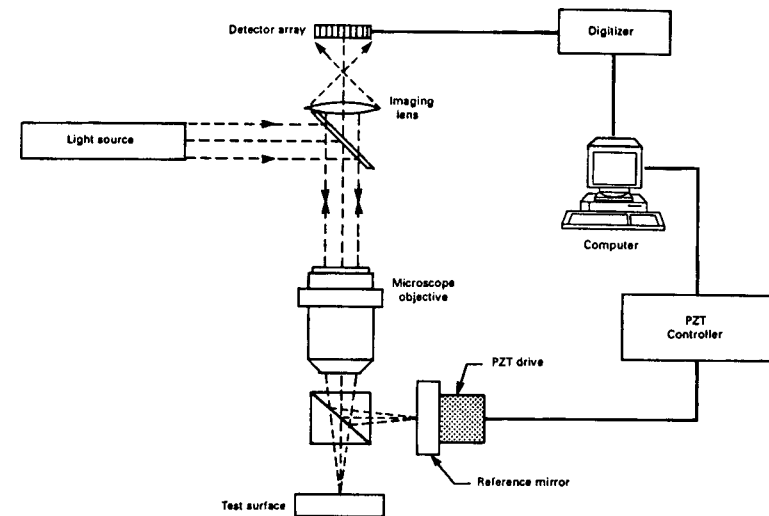 Detector array
Digitizer
Imaging
lens
Light source
Computer
Microscope
objective
PZT
Controller
PZT drive
Reference mirror
Test surface